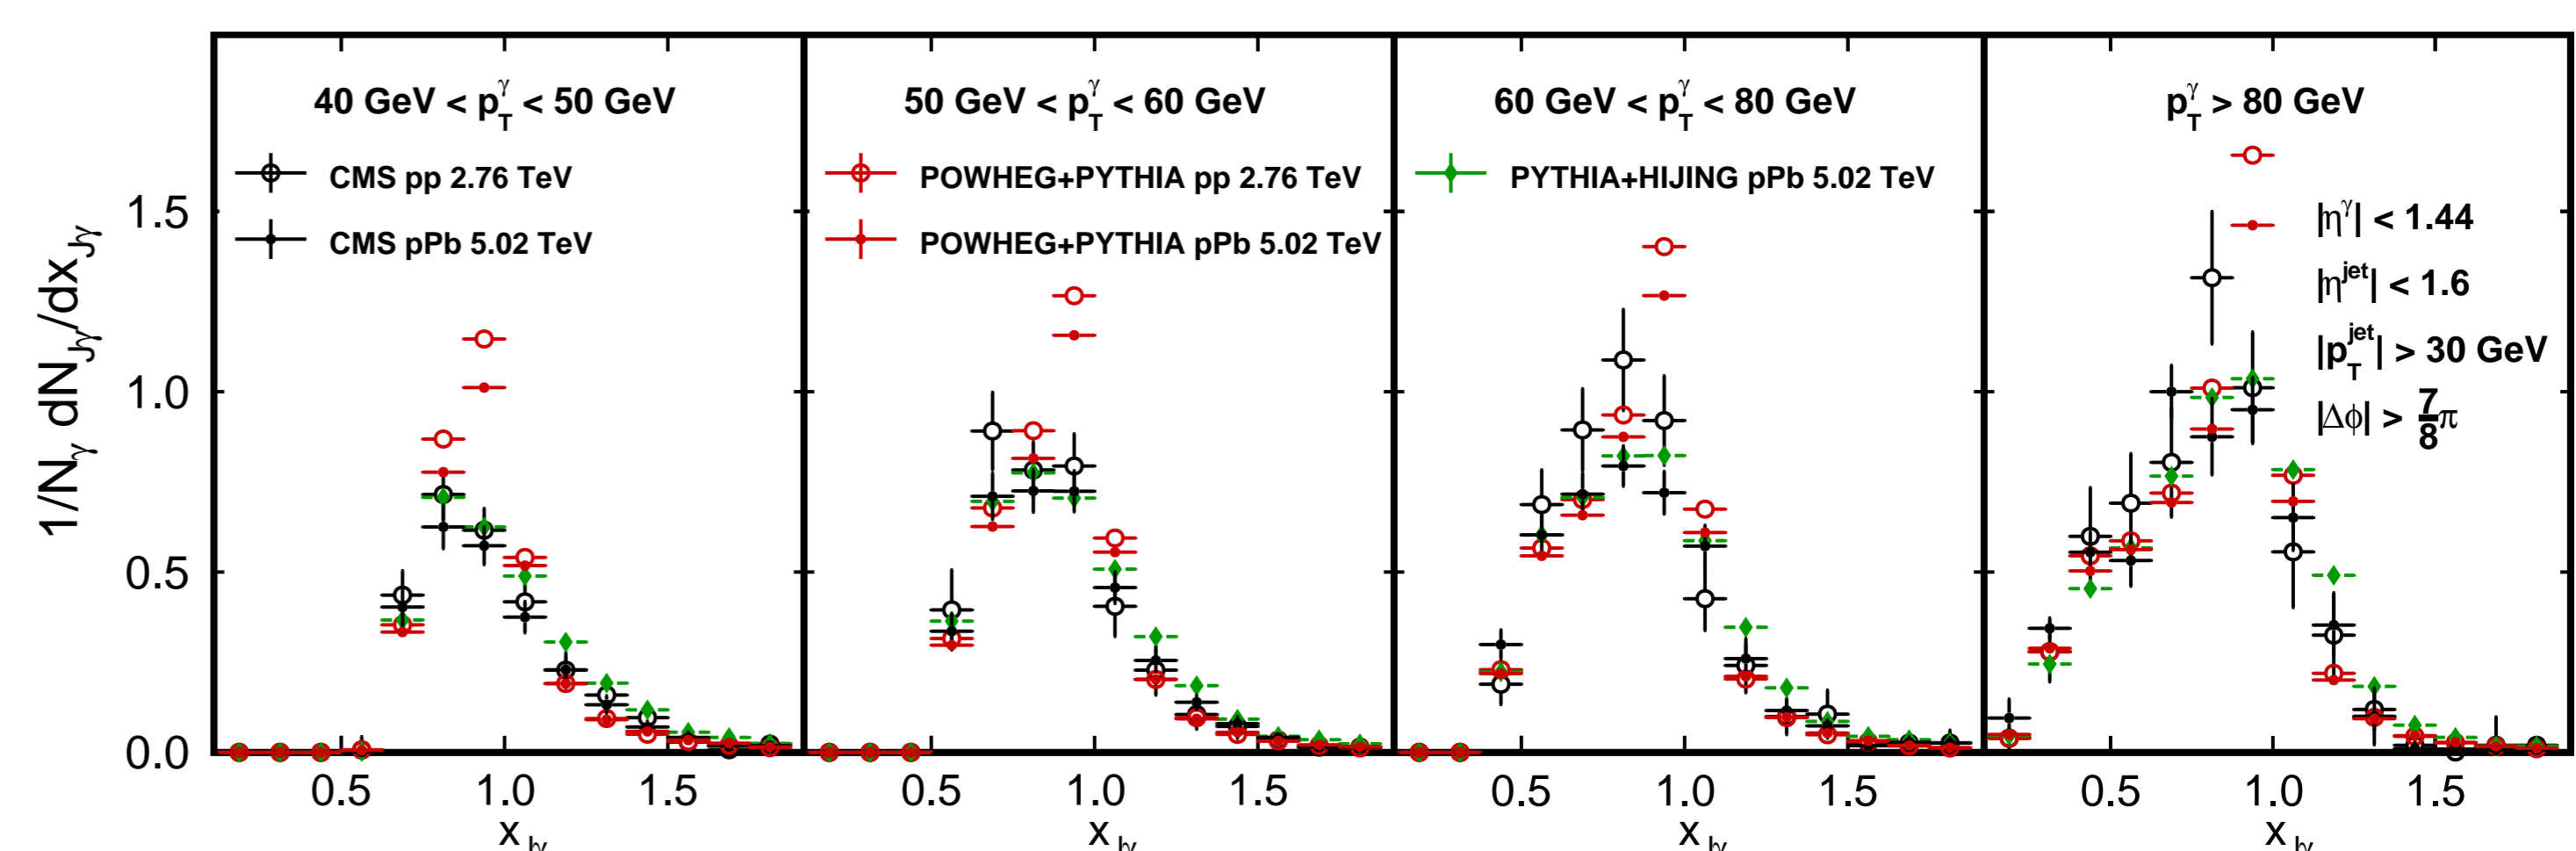 40 GeV < p_T^γ < 50 GeV
50 GeV < p_T^γ < 60 GeV
60 GeV < p_T^γ < 80 GeV
p_T^γ > 80 GeV
CMS pp 2.76 TeV
CMS pPb 5.02 TeV
POWHEG+PYTHIA pp 2.76 TeV
POWHEG+PYTHIA pPb 5.02 TeV
PYTHIA+HIJING pPb 5.02 TeV
|η^γ| < 1.44
|η^jet| < 1.6
|p_T^jet| > 30 GeV
|Δϕ| > 7/8 π
1/N_γ dN_Jγ/dx_Jγ
1.5
1.0
0.5
0.0
0.5 1.0 1.5
0.5 1.0 1.5
0.5 1.0 1.5
0.5 1.0 1.5
x_Jγ
x_Jγ
x_Jγ
x_Jγ